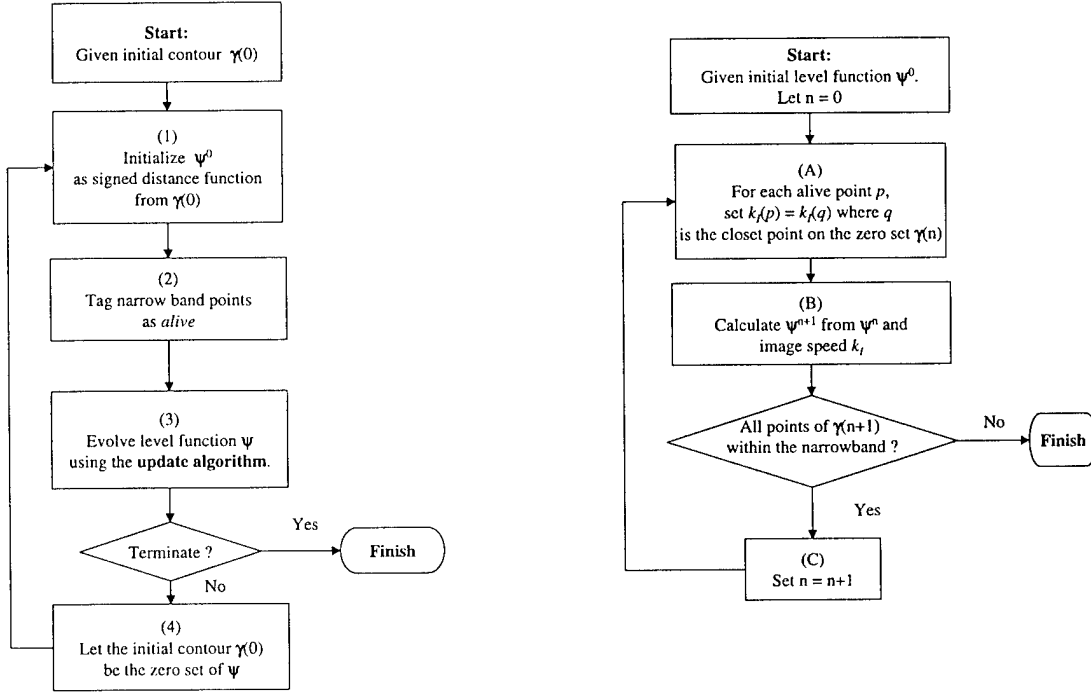 Start:
Given initial contour γ(0)
(1)
Initialize ψ⁰
as signed distance function
from γ(0)
(2)
Tag narrow band points
as alive
(3)
Evolve level function ψ
using the update algorithm.
Terminate ?
Yes
Finish
No
(4)
Let the initial contour γ(0)
be the zero set of ψ
Start:
Given initial level function ψ⁰.
Let n = 0
(A)
For each alive point p,
set k_I(p) = k_I(q) where q
is the closet point on the zero set γ(n)
(B)
Calculate ψⁿ⁺¹ from ψⁿ and
image speed k_I
All points of γ(n+1)
within the narrowband ?
No
Finish
Yes
(C)
Set n = n+1